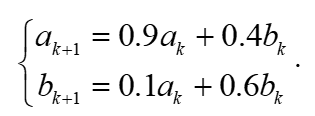 a_{k+1} = 0.9a_k + 0.4b_k
b_{k+1} = 0.1a_k + 0.6b_k .